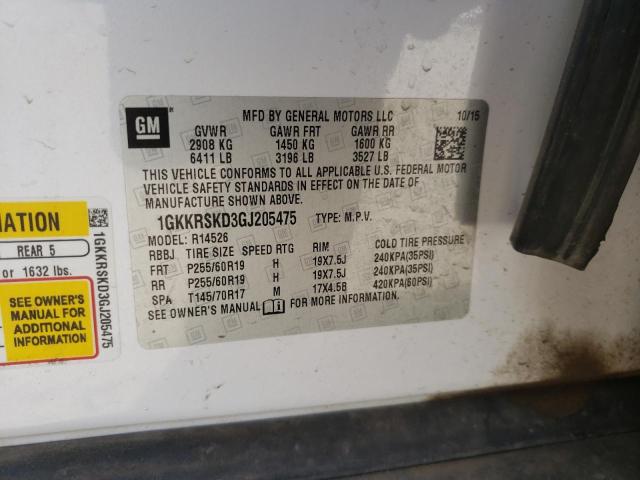 GM
MFD BY GENERAL MOTORS LLC 10/15
GVWR GAWR FRT GAWR RR
2908 KG 1450 KG 1600 KG
6411 LB 3196 LB 3527 LB
THIS VEHICLE CONFORMS TO ALL APPLICABLE U.S. FEDERAL MOTOR
VEHICLE SAFETY STANDARDS IN EFFECT ON THE DATE OF
MANUFACTURE SHOWN ABOVE.
1GKKRSKD3GJ205475 TYPE: M.P.V.
MODEL: R14526
RBBJ TIRE SIZE SPEED RTG RIM COLD TIRE PRESSURE
FRT P255/60R19 H 19X7.5J 240KPA(35PSI)
RR P255/60R19 H 19X7.5J 240KPA(35PSI)
SPA T145/70R17 M 17X4.5B 420KPA(60PSI)
SEE OWNER'S MANUAL FOR MORE INFORMATION.
MATION
REAR 5
or 1632 lbs.
SEE OWNER'S
MANUAL FOR
ADDITIONAL
INFORMATION
1GKKRSKD3GJ205475